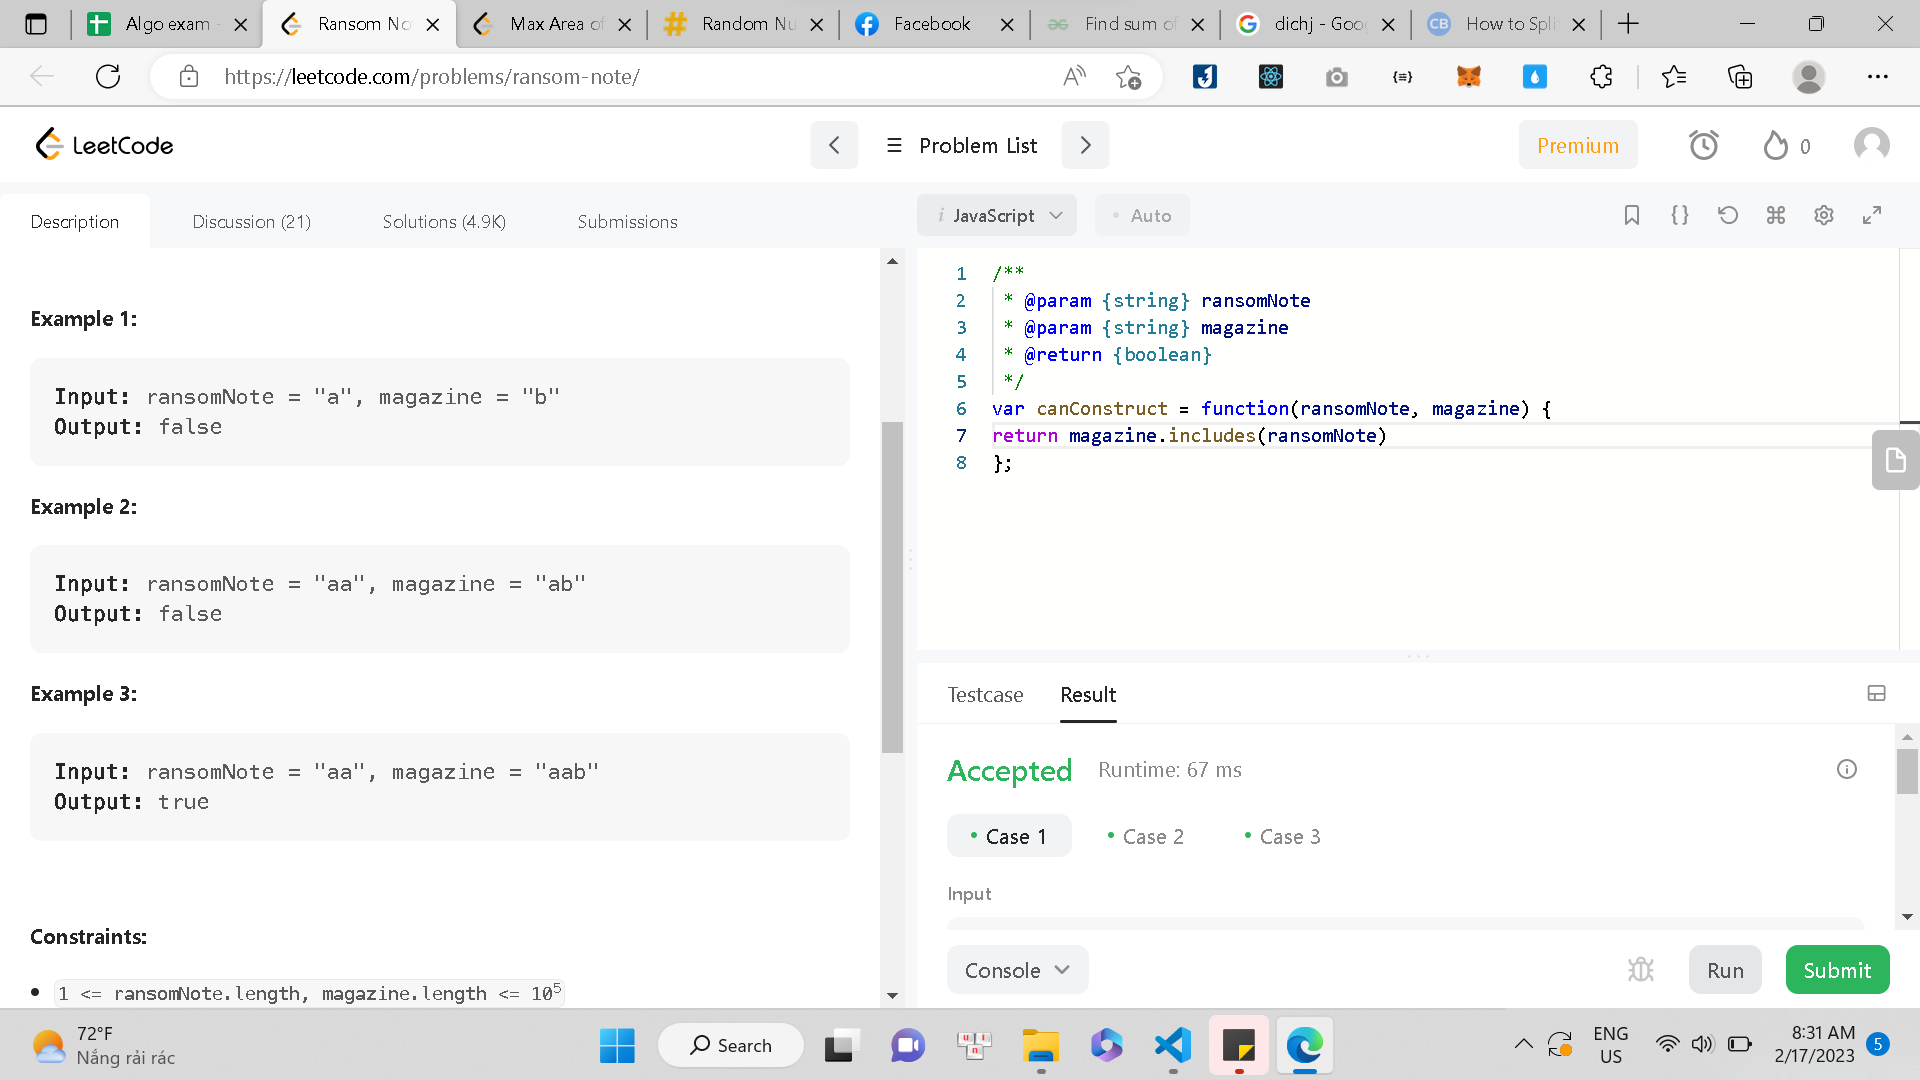 Algo exam -
Ransom No
Max Area of
Random Nu
Facebook
Find sum of
dichj - Goo
CB
How to Spli
https://leetcode.com/problems/ransom-note/
LeetCode
Problem List
Premium
0
Description
Discussion (21)
Solutions (4.9K)
Submissions
i JavaScript
• Auto
Example 1:
Input: ransomNote = "a", magazine = "b"
Output: false
Example 2:
Input: ransomNote = "aa", magazine = "ab"
Output: false
Example 3:
Input: ransomNote = "aa", magazine = "aab"
Output: true
Constraints:
• 1 <= ransomNote.length, magazine.length <= 10⁵
1 /**
2 * @param {string} ransomNote
3 * @param {string} magazine
4 * @return {boolean}
5 */
6 var canConstruct = function(ransomNote, magazine) {
7 return magazine.includes(ransomNote)
8 };
Testcase
Result
Accepted
Runtime: 67 ms
• Case 1
• Case 2
• Case 3
Input
Console
Run
Submit
72°F
Nắng rải rác
Search
ENG
US
8:31 AM
2/17/2023
5